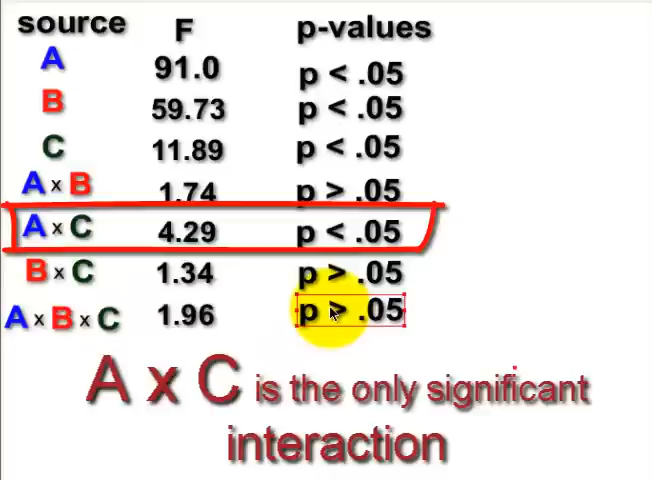 source F p-values
A 91.0 p < .05
B 59.73 p < .05
C 11.89 p < .05
A x B 1.74 p > .05
A x C 4.29 p < .05
B x C 1.34 p > .05
A x B x C 1.96 p > .05
A x C is the only significant
interaction